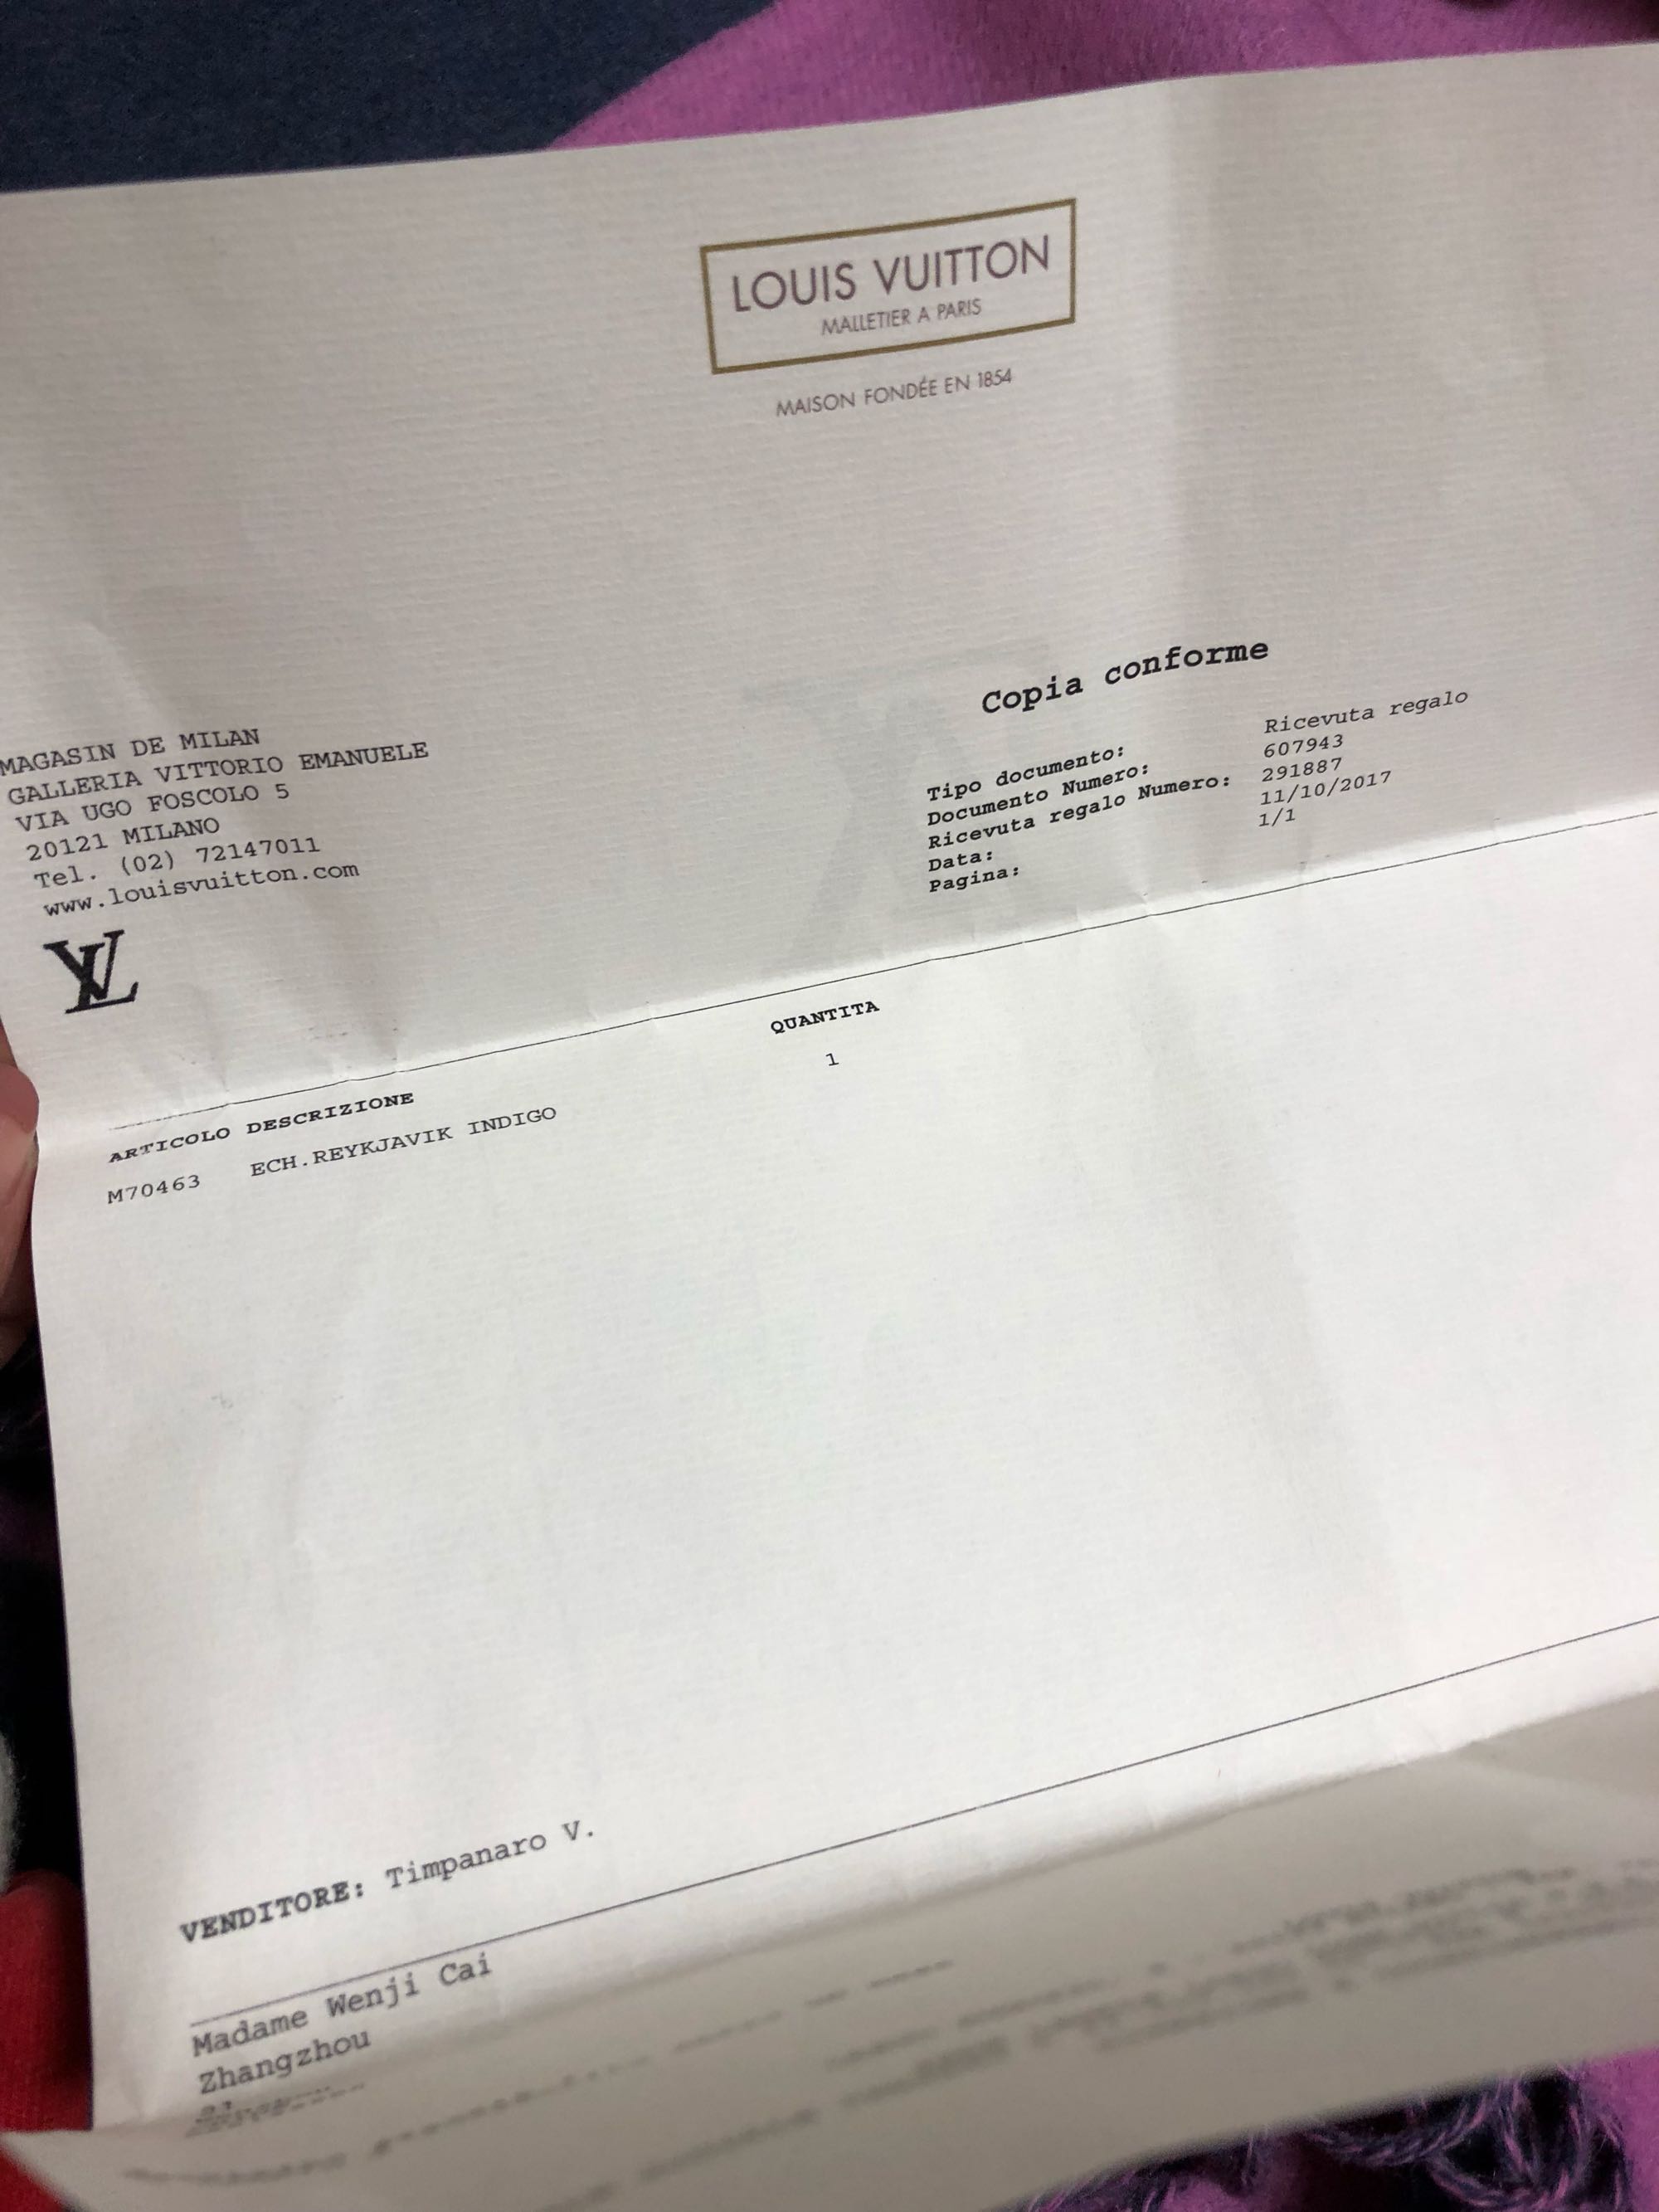 LOUIS VUITTON
MALLETIER A PARIS
MAISON FONDÉE EN 1854
MAGASIN DE MILAN
GALLERIA VITTORIO EMANUELE
VIA UGO FOSCOLO 5
20121 MILANO
Tel. (02) 72147011
www.louisvuitton.com
LV
Copia conforme
Tipo documento: Ricevuta regalo
Documento Numero: 607943
Ricevuta regalo Numero: 291887
Data: 11/10/2017
Pagina: 1/1
ARTICOLO DESCRIZIONE QUANTITA
M70463 ECH.REYKJAVIK INDIGO 1
VENDITORE: Timpanaro V.
Madame Wenji Cai
Zhangzhou